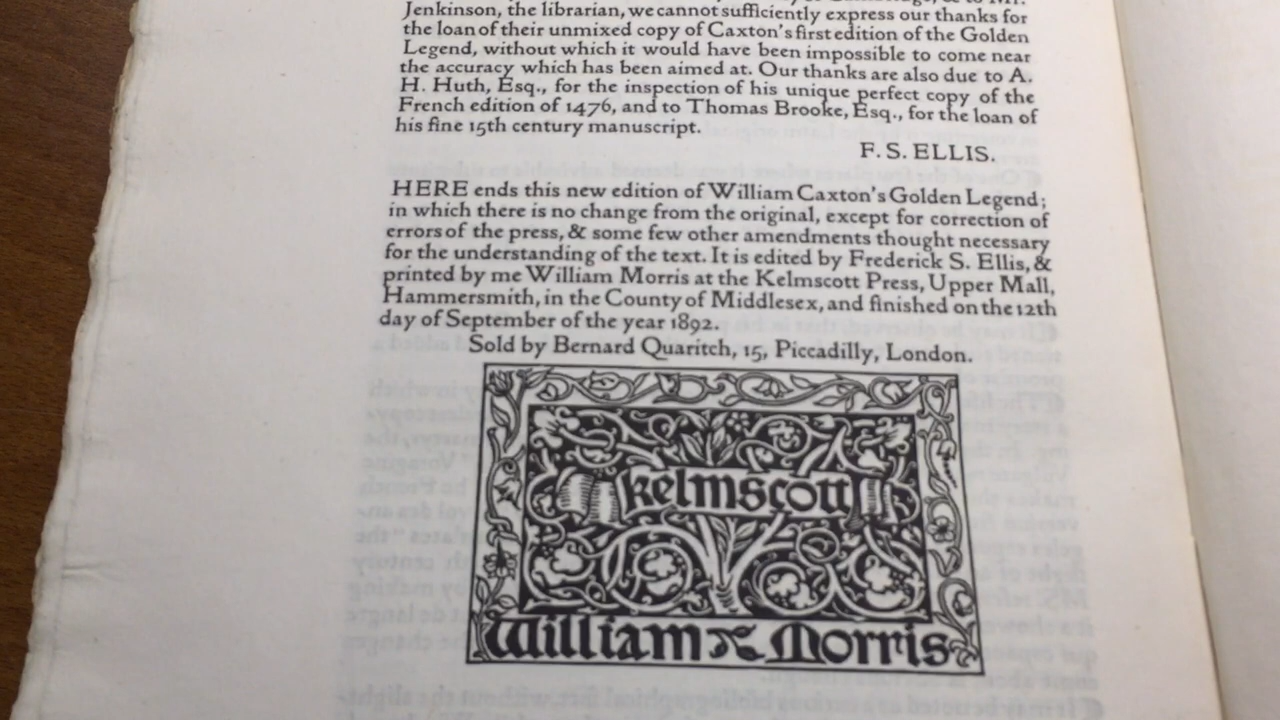 Jenkinson, the librarian, we cannot sufficiently express our thanks for
the loan of their unmixed copy of Caxton's first edition of the Golden
Legend, without which it would have been impossible to come near
the accuracy which has been aimed at. Our thanks are also due to A.
H. Huth, Esq., for the inspection of his unique perfect copy of the
French edition of 1476, and to Thomas Brooke, Esq., for the loan of
his fine 15th century manuscript.
F. S. ELLIS.
HERE ends this new edition of William Caxton's Golden Legend;
in which there is no change from the original, except for correction of
errors of the press, & some few other amendments thought necessary
for the understanding of the text. It is edited by Frederick S. Ellis, &
printed by me William Morris at the Kelmscott Press, Upper Mall,
Hammersmith, in the County of Middlesex, and finished on the 12th
day of September of the year 1892.
Sold by Bernard Quaritch, 15, Piccadilly, London.
kelmscott
William Morris